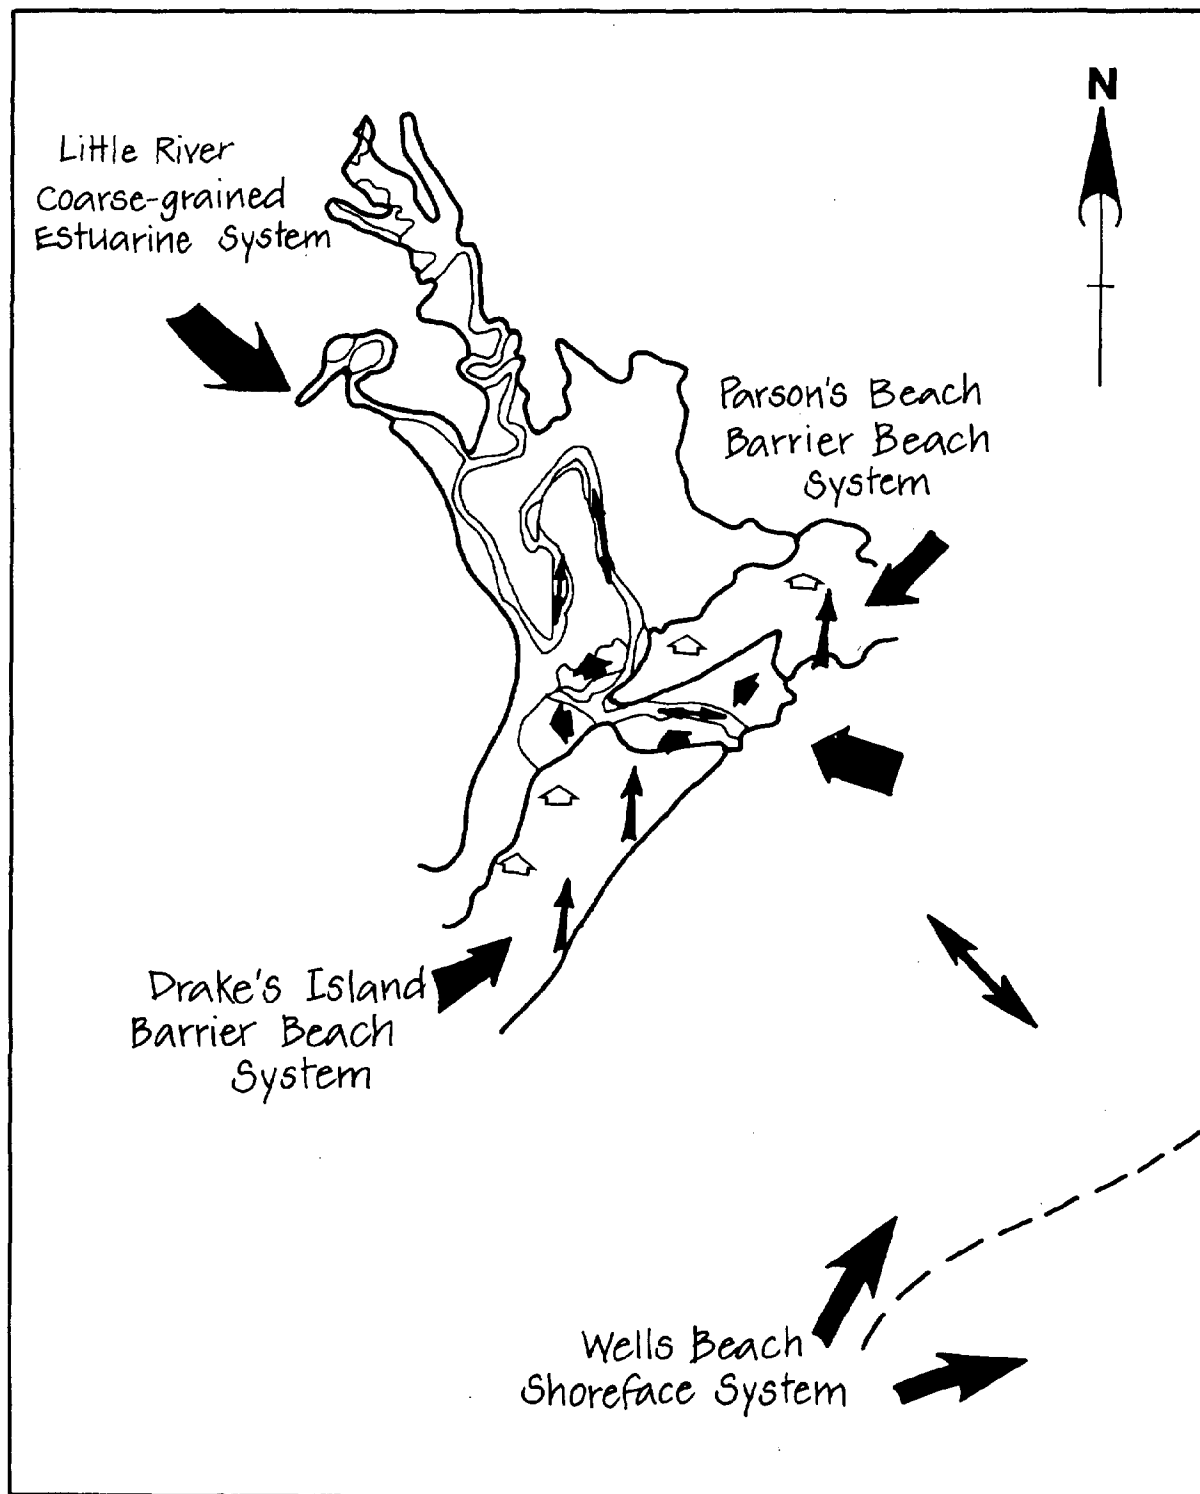 N
Little River
Coarse-grained
Estuarine System
Parson's Beach
Barrier Beach
System
Drake's Island
Barrier Beach
System
Wells Beach
Shoreface System